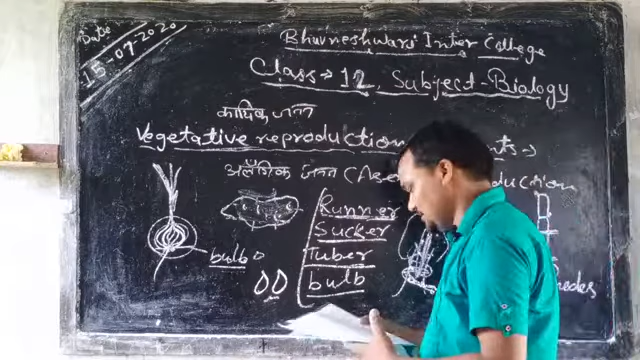 Date
15-07-2020
Bhuvneshwari Inter College
Class → 12, Subject - Biology
कायिक जनन
Vegetative reproduction
अलैंगिक जनन
Runner
Sucker
Tuber
bulb
bulb
B